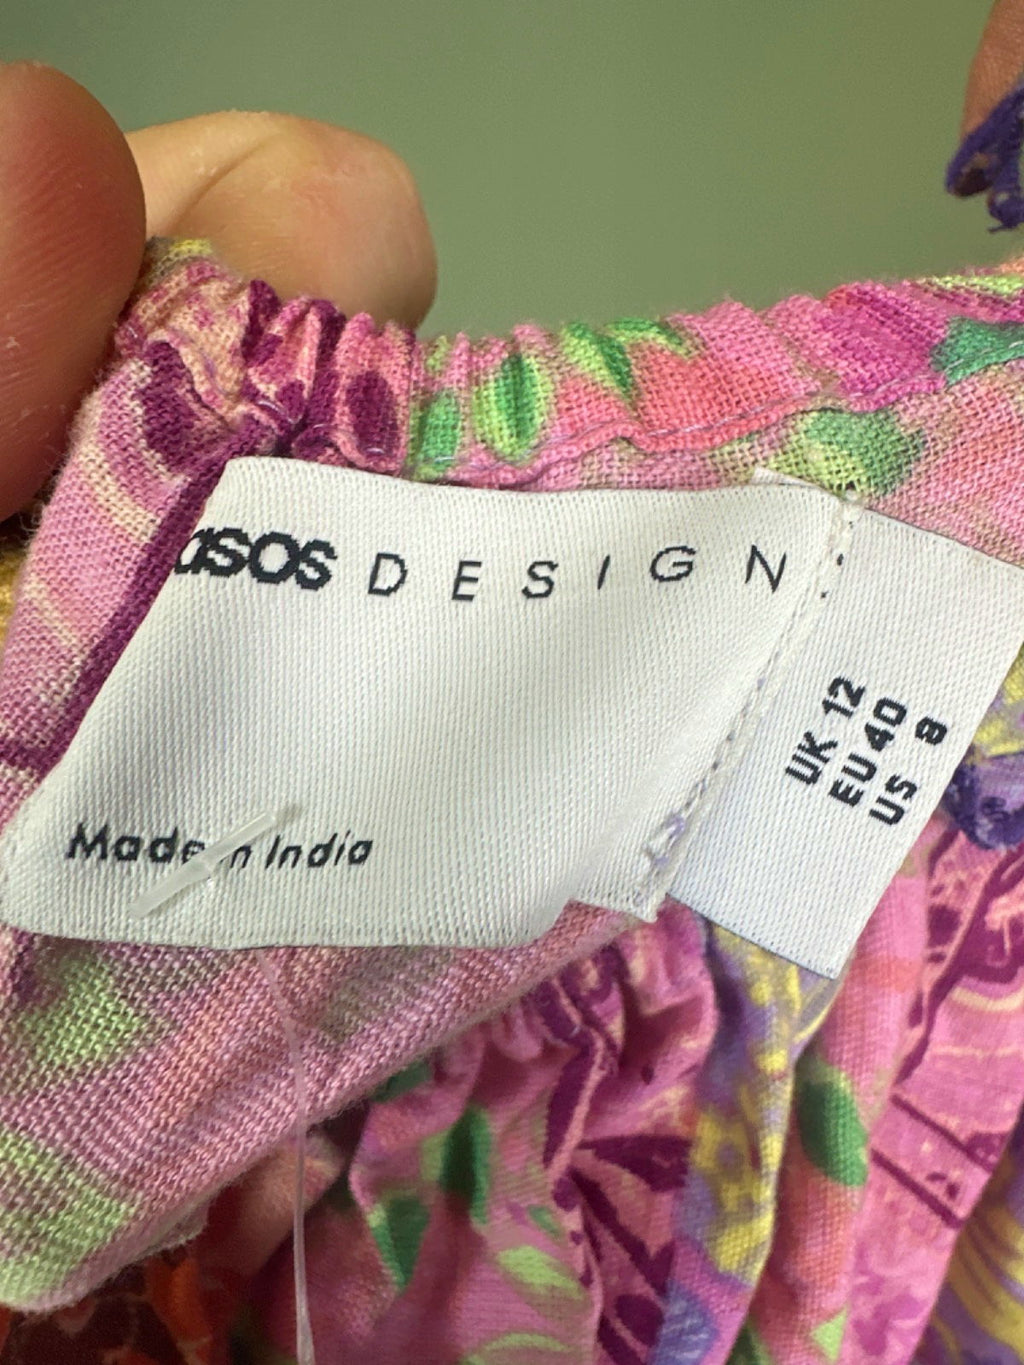 asos DESIGN
Made in India
UK 12
EU 40
US 8